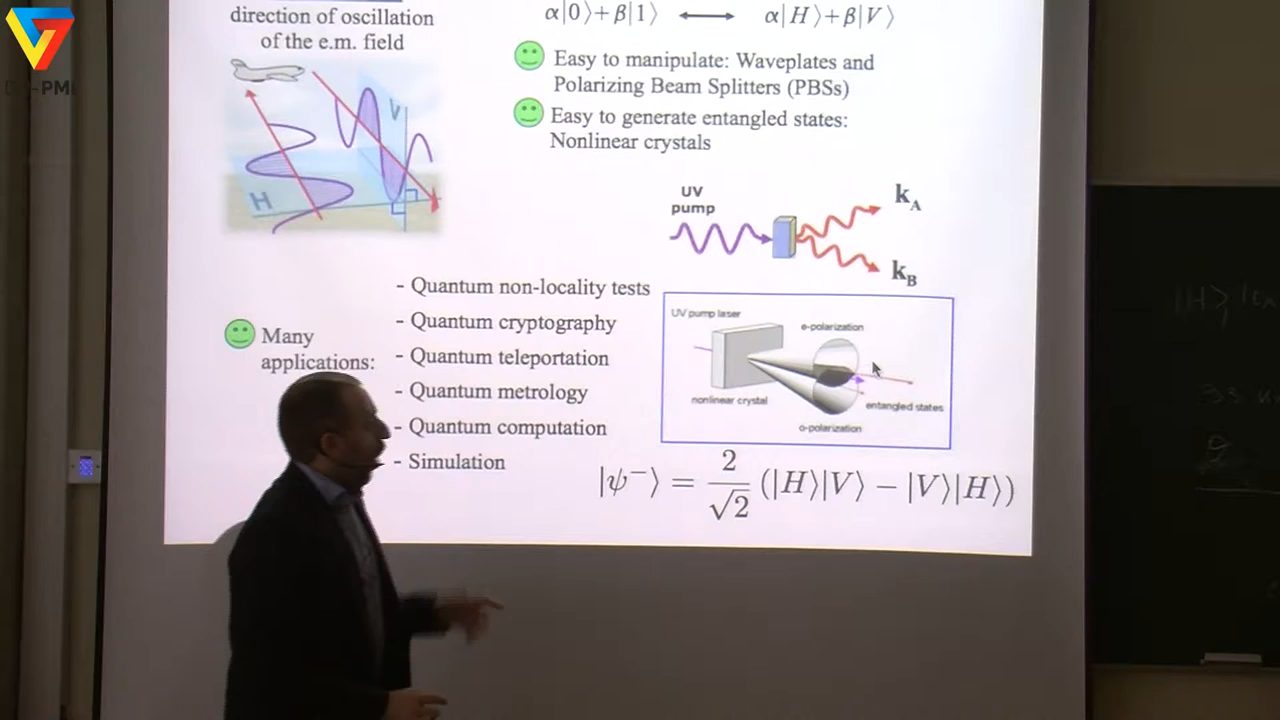 direction of oscillation
of the e.m. field
α|0⟩+β|1⟩ ⟷ α|H⟩+β|V⟩
Easy to manipulate: Waveplates and
Polarizing Beam Splitters (PBSs)
Easy to generate entangled states:
Nonlinear crystals
V
H
UV
pump
k_A
k_B
Many
applications:
- Quantum non-locality tests
- Quantum cryptography
- Quantum teleportation
- Quantum metrology
- Quantum computation
- Simulation
UV pump laser
e-polarization
nonlinear crystal
entangled states
o-polarization
|ψ⁻⟩ = 2/√2 (|H⟩|V⟩ − |V⟩|H⟩)